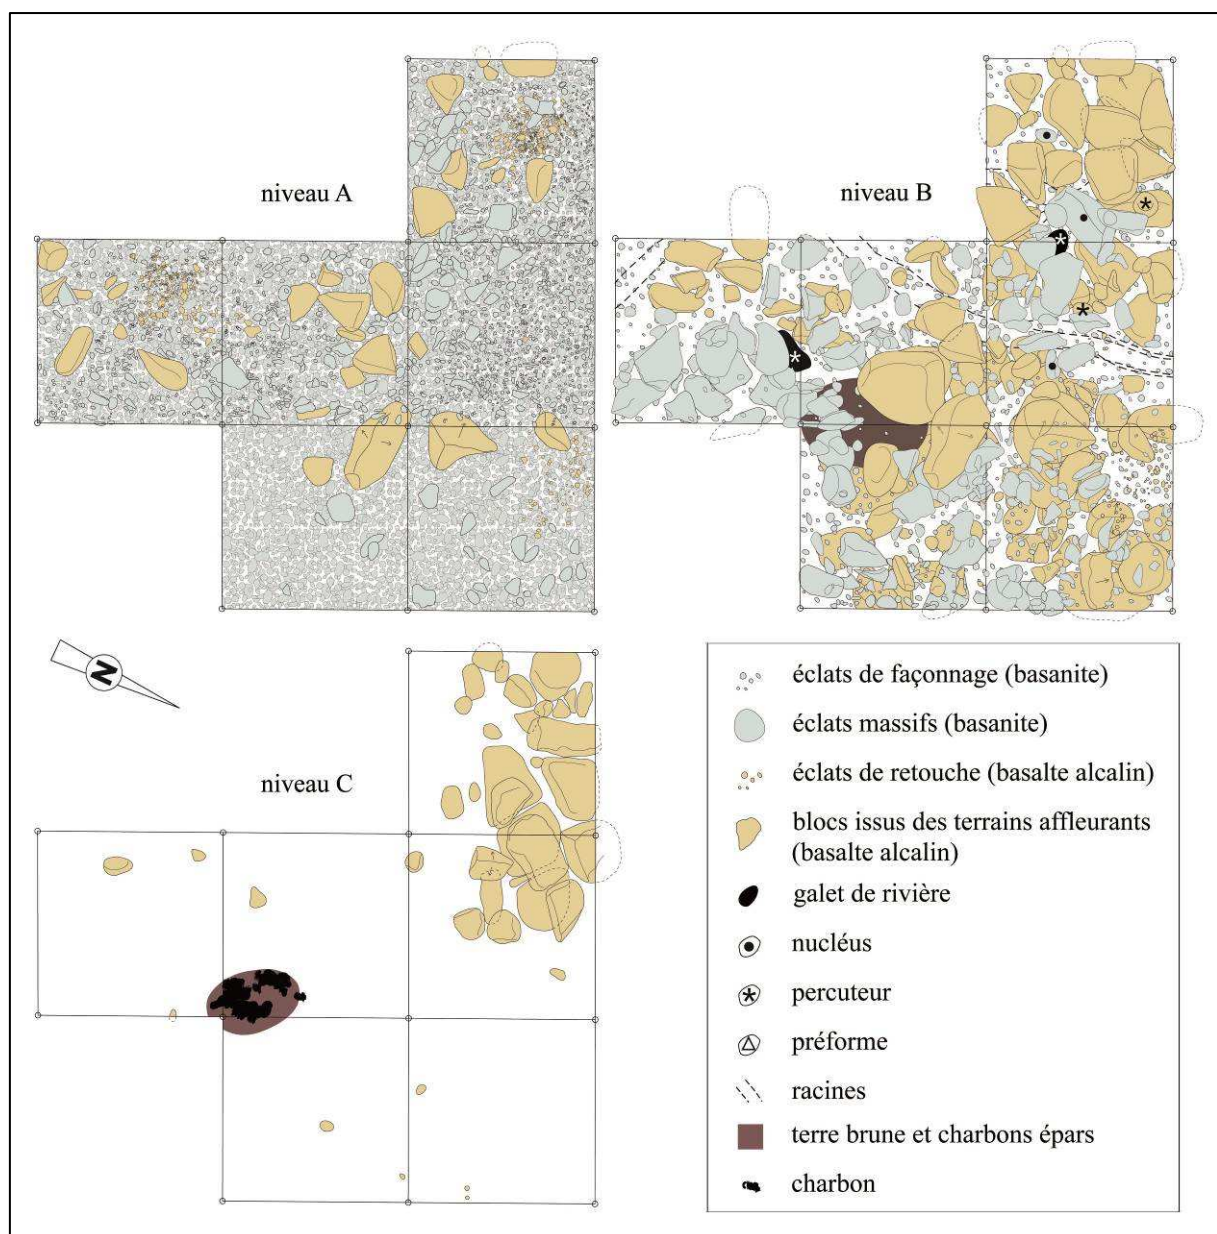 niveau A
niveau B
N
niveau C
éclats de façonnage (basanite)
éclats massifs (basanite)
éclats de retouche (basalte alcalin)
blocs issus des terrains affleurants
(basalte alcalin)
galet de rivière
nucléus
percuteur
préforme
racines
terre brune et charbons épars
charbon